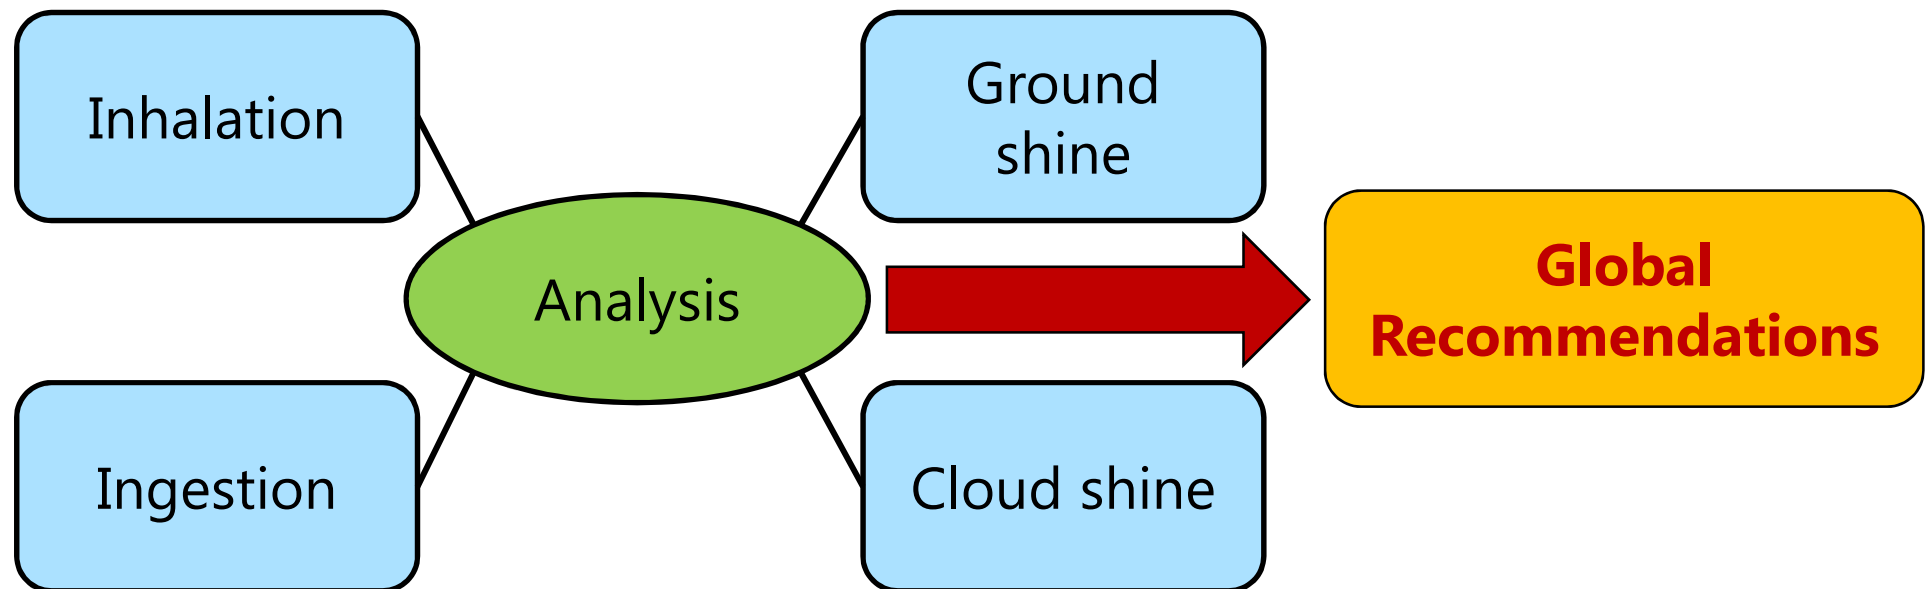 Inhalation
Ground
shine
Analysis
Global
Recommendations
Ingestion
Cloud shine